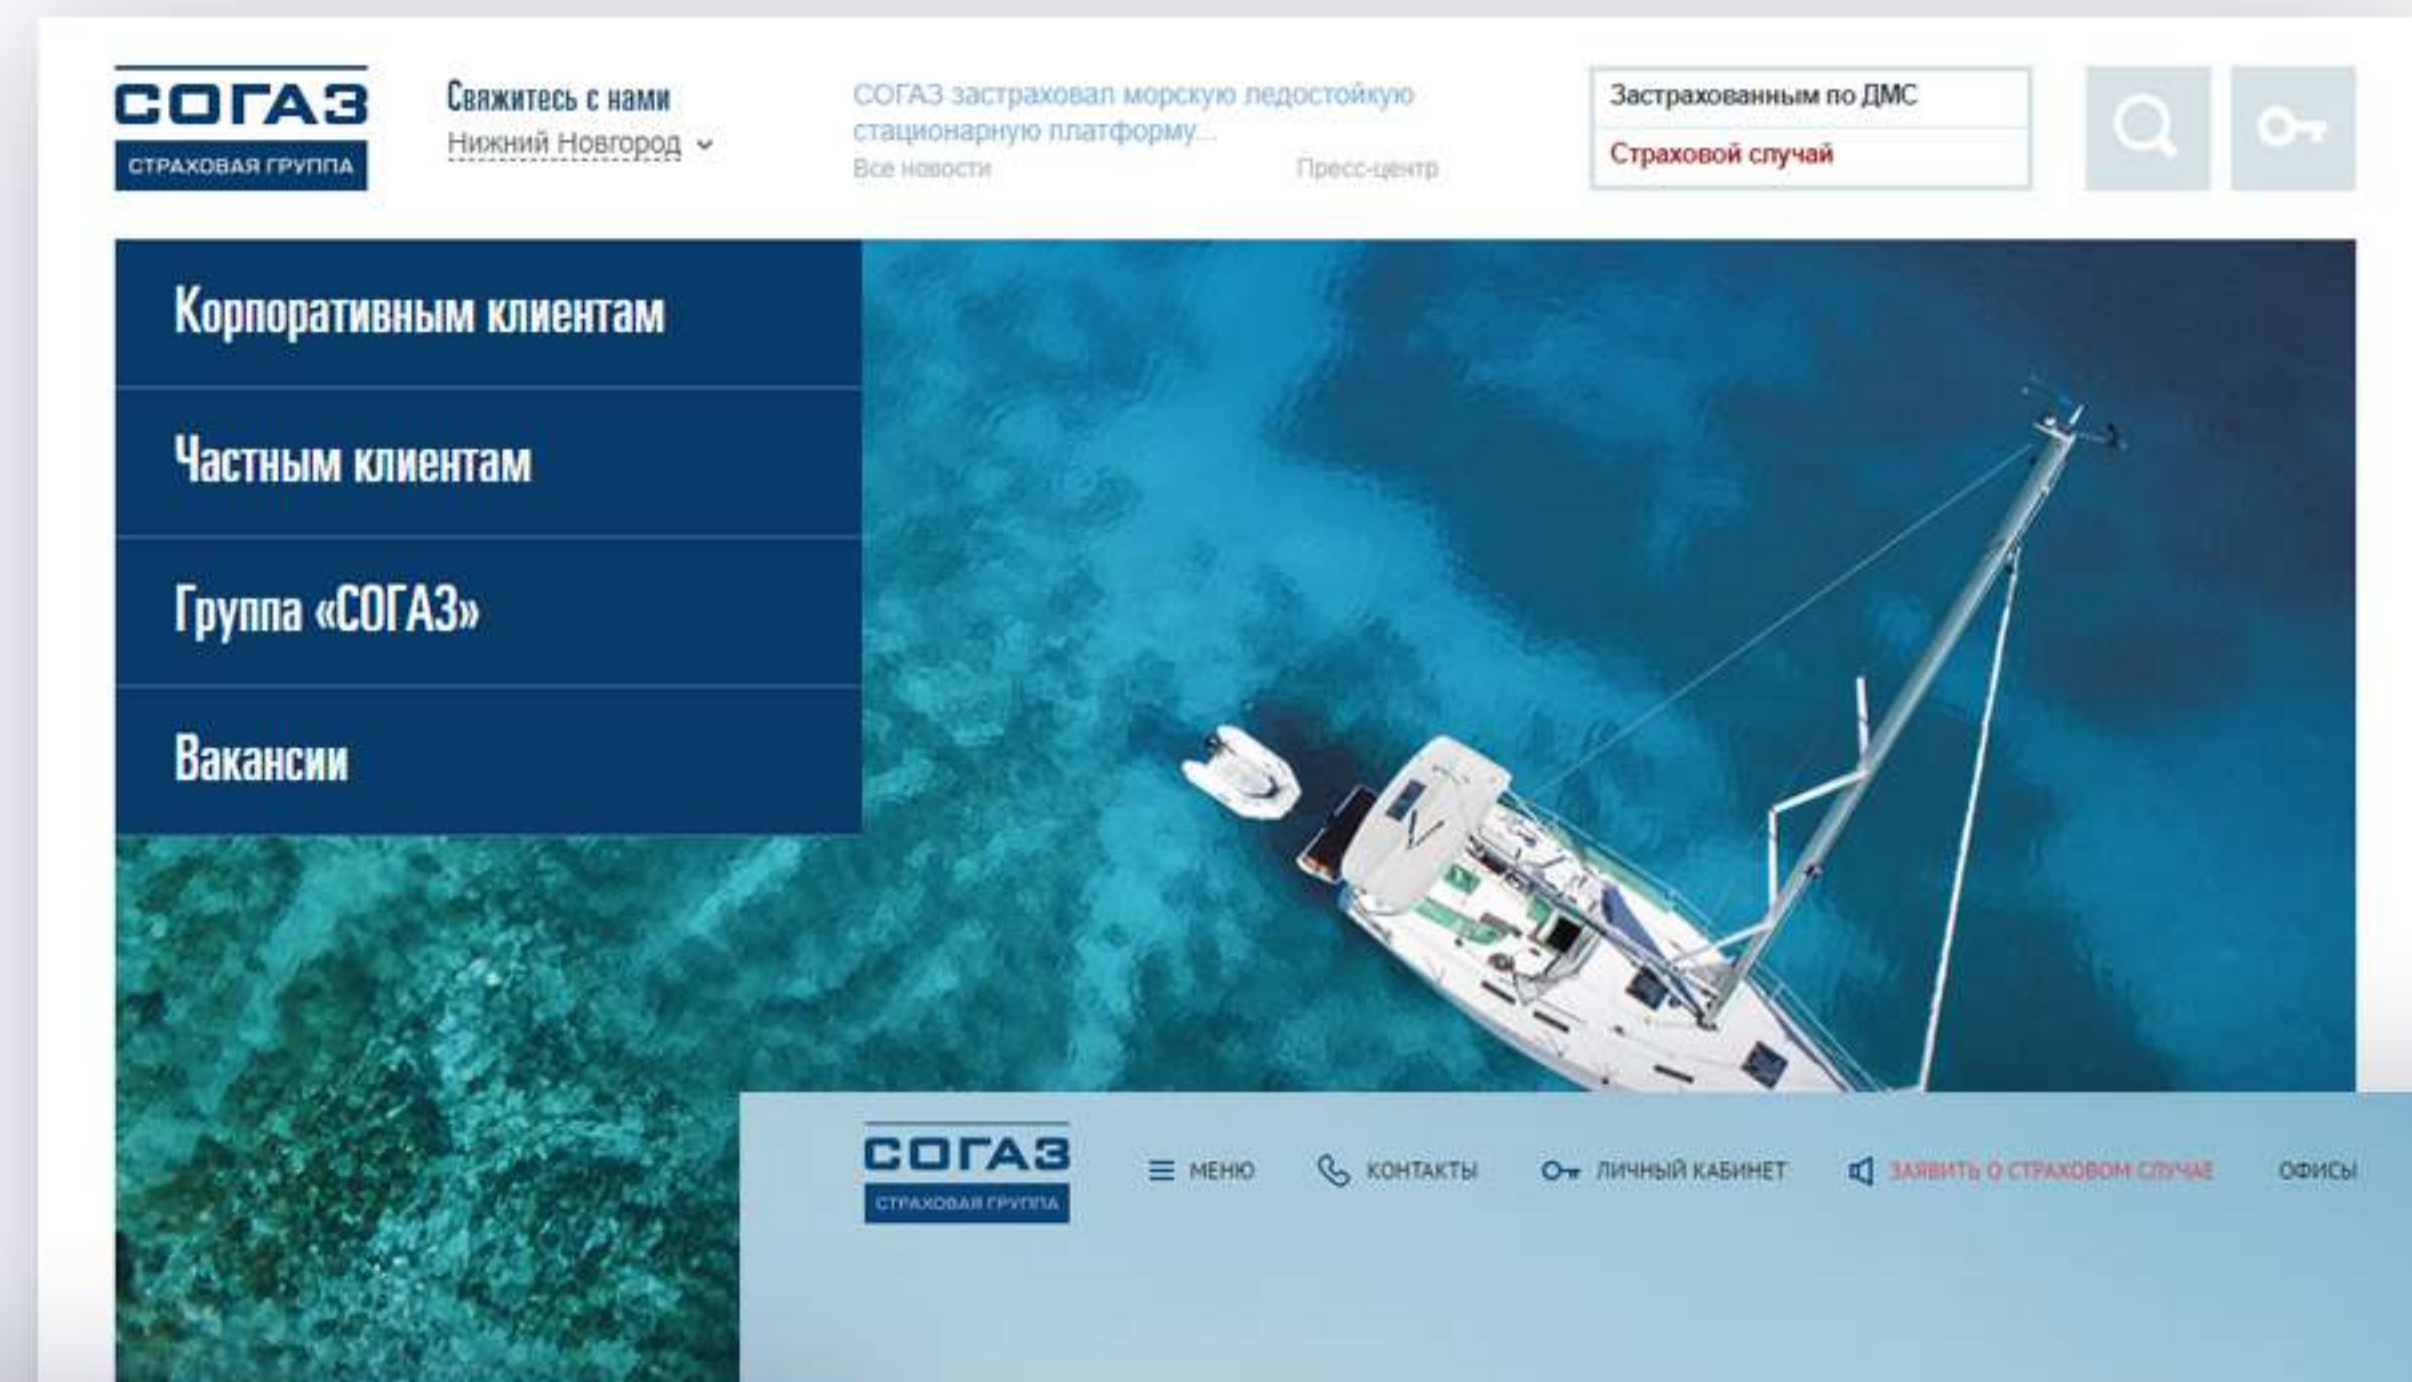 СОГАЗ
СТРАХОВАЯ ГРУППА
Свяжитесь с нами
Нижний Новгород
СОГАЗ застраховал морскую ледостойкую
стационарную платформу...
Все новости
Пресс-центр
Застрахованным по ДМС
Страховой случай
Корпоративным клиентам
Частным клиентам
Группа «СОГАЗ»
Вакансии
СОГАЗ
СТРАХОВАЯ ГРУППА
МЕНЮ
КОНТАКТЫ
ЛИЧНЫЙ КАБИНЕТ
ЗАЯВИТЬ О СТРАХОВОМ СЛУЧАЕ
ОФИСЫ